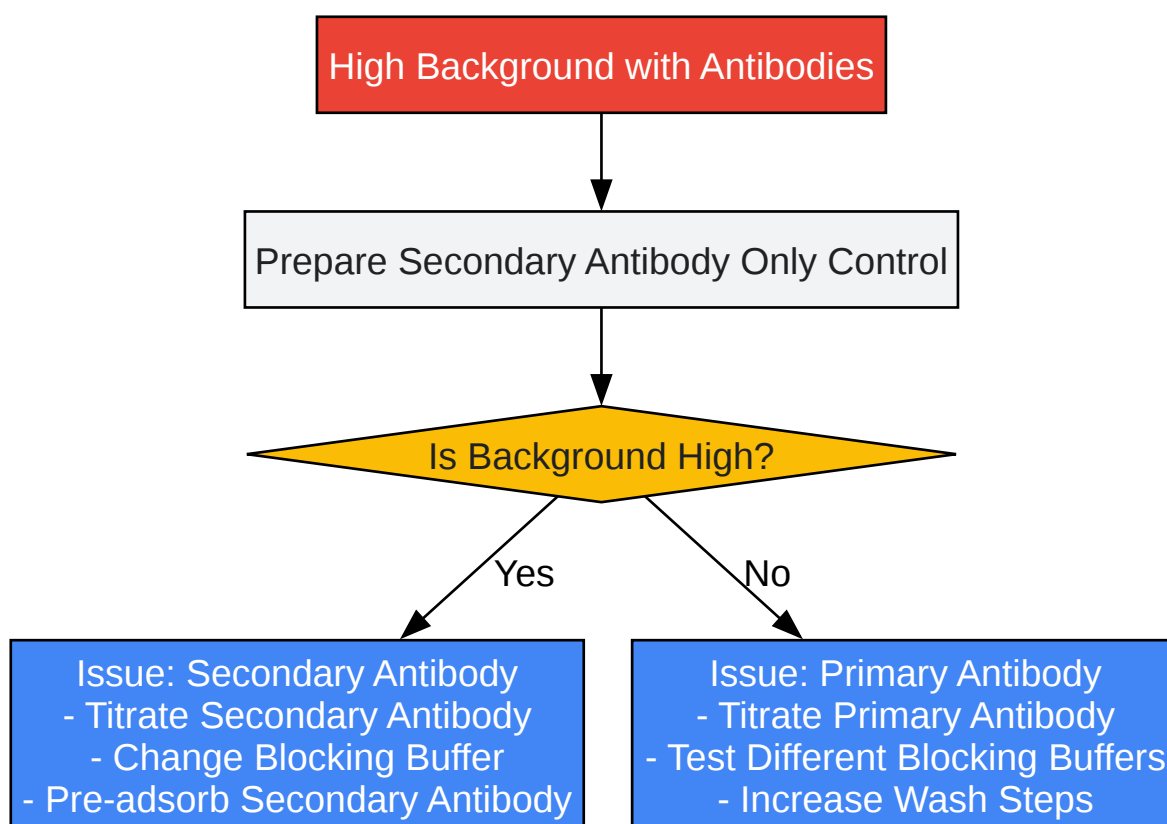 High Background with Antibodies
Prepare Secondary Antibody Only Control
Is Background High?
Yes
No
Issue: Secondary Antibody
- Titrate Secondary Antibody
- Change Blocking Buffer
- Pre-adsorb Secondary Antibody
Issue: Primary Antibody
- Titrate Primary Antibody
- Test Different Blocking Buffers
- Increase Wash Steps